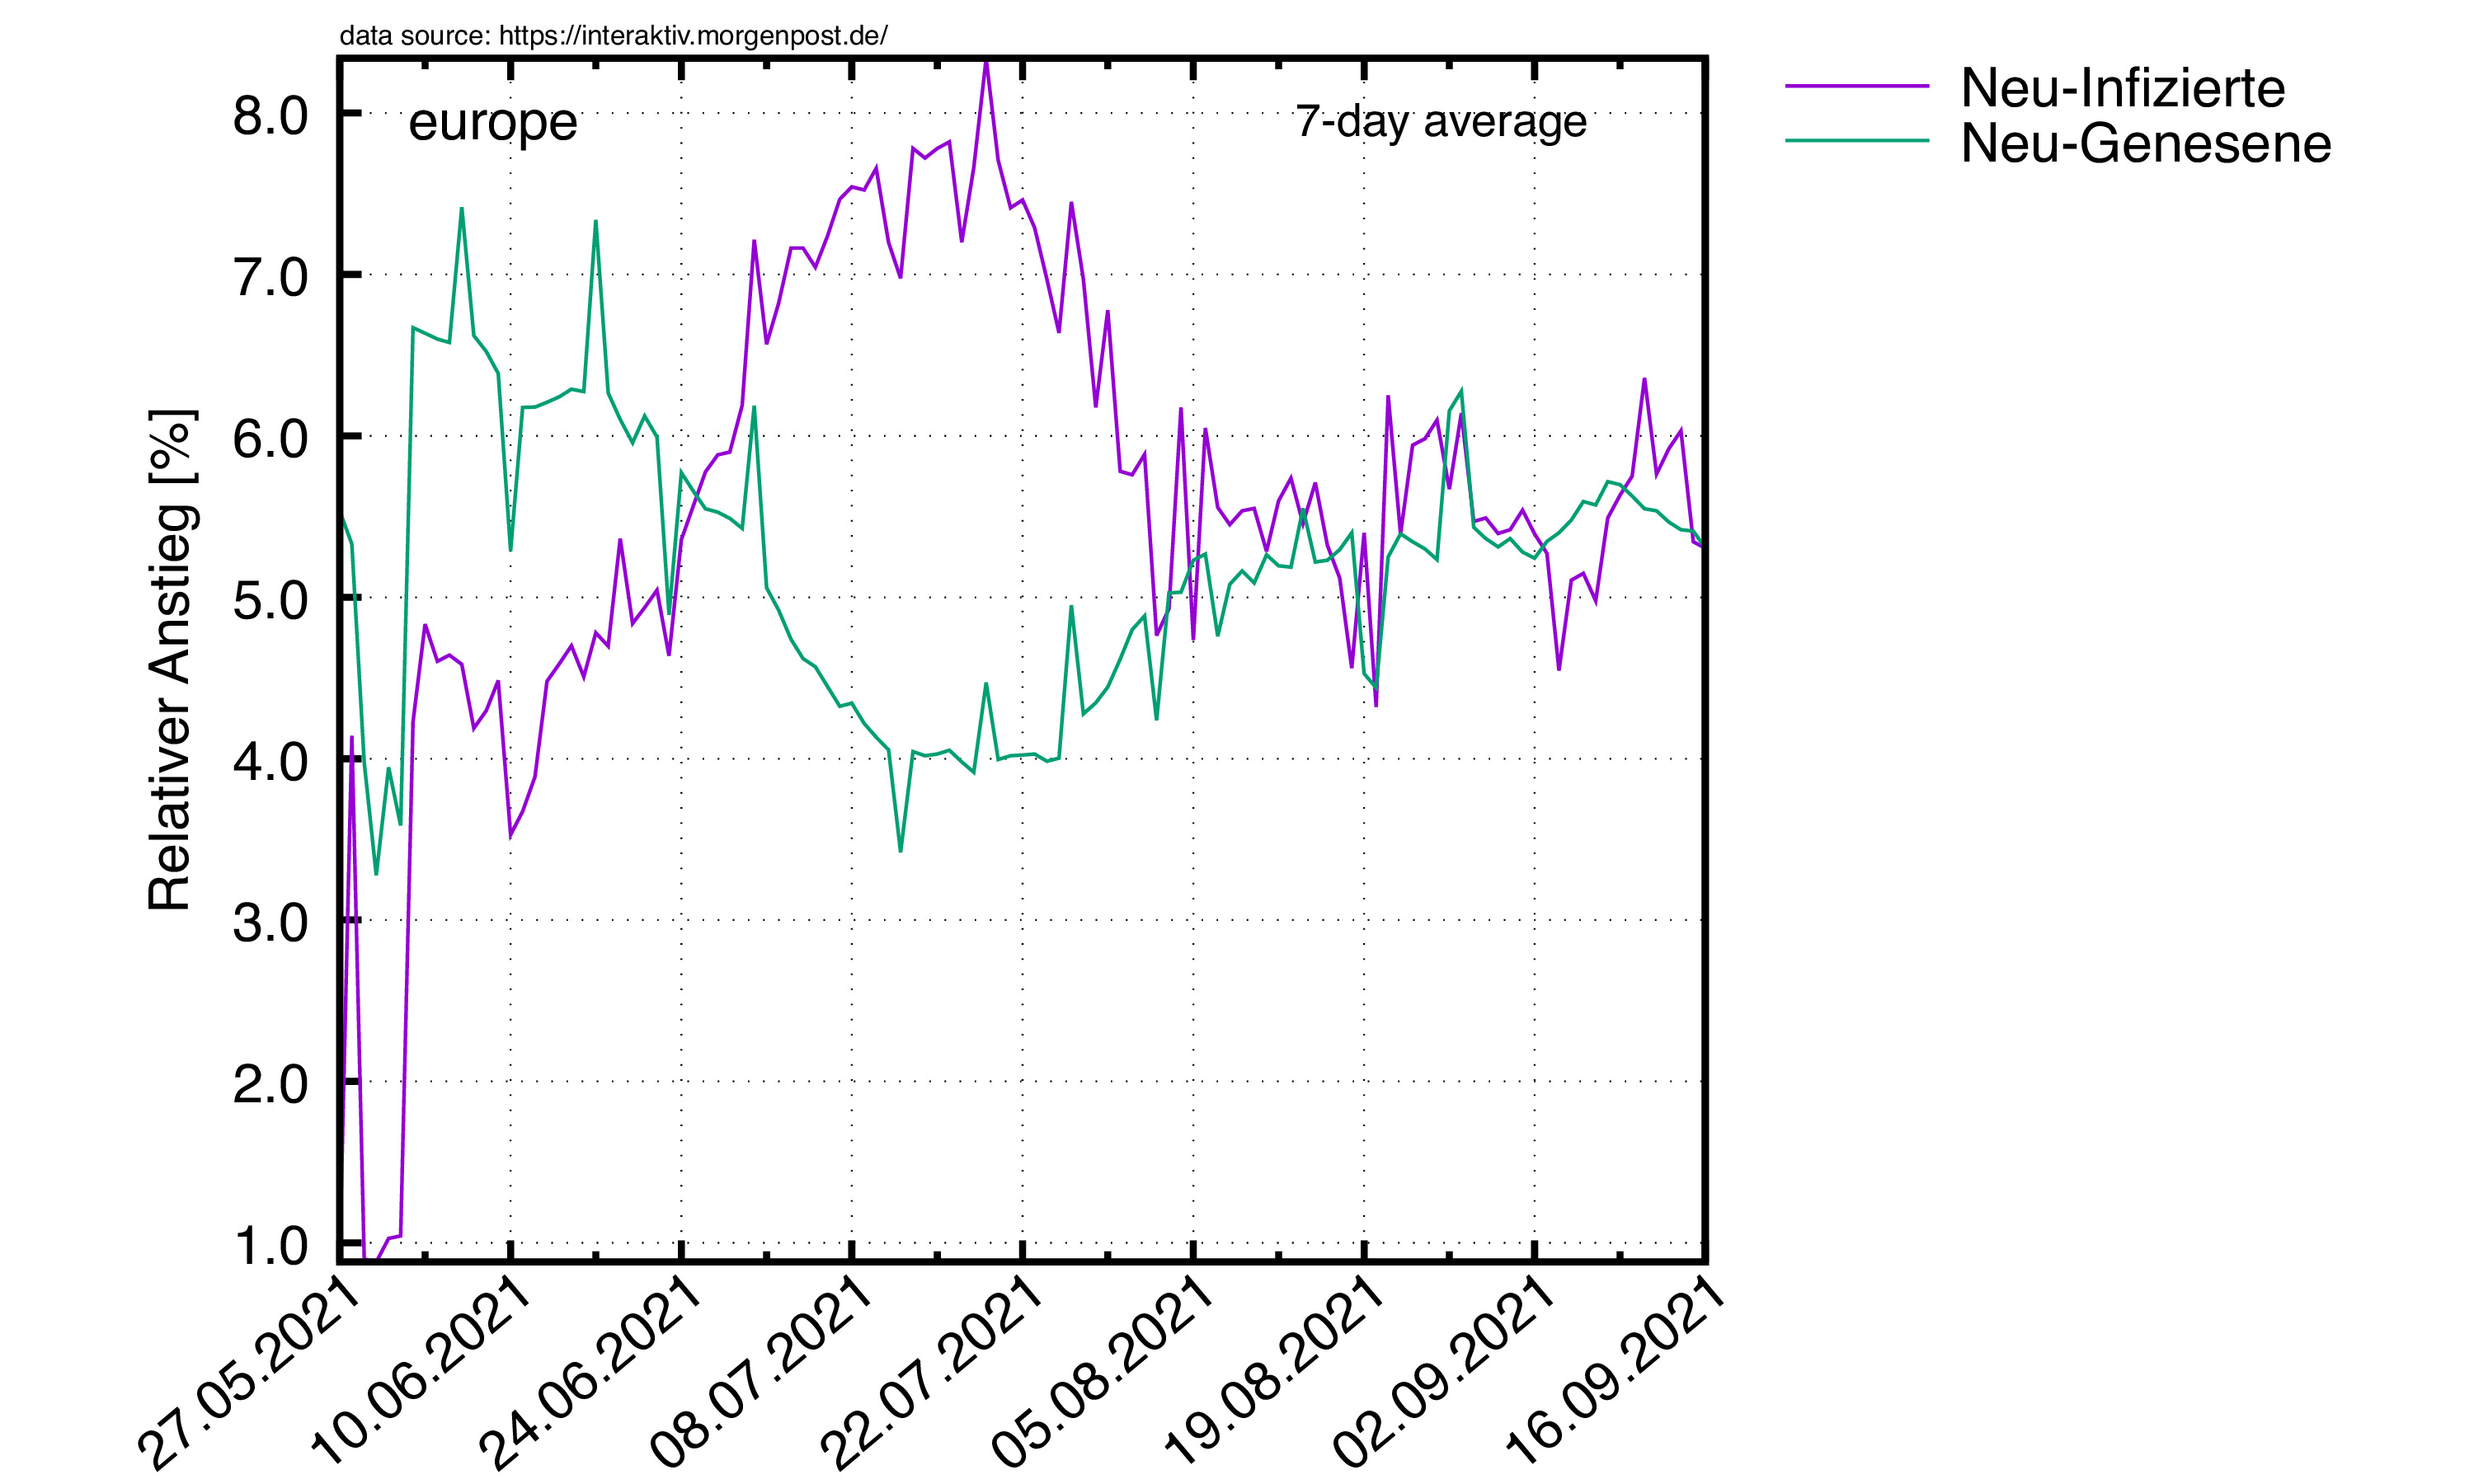 data source: https://interaktiv.morgenpost.de/
europe
7-day average
Neu-Infizierte
Neu-Genesene
Relativer Anstieg [%]
8.0
7.0
6.0
5.0
4.0
3.0
2.0
1.0
27.05.2021
10.06.2021
24.06.2021
08.07.2021
22.07.2021
05.08.2021
19.08.2021
02.09.2021
16.09.2021